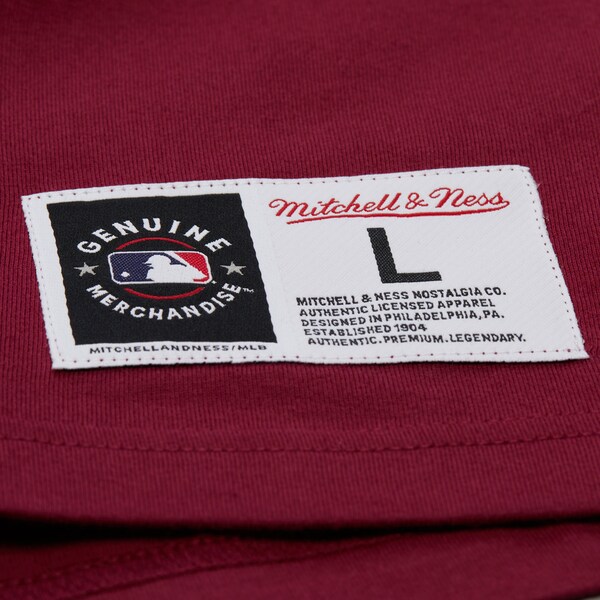 GENUINE
MERCHANDISE™
MITCHELLANDNESS/MLB
Mitchell & Ness
L
MITCHELL & NESS NOSTALGIA CO.
AUTHENTIC LICENSED APPAREL
DESIGNED IN PHILADELPHIA, PA.
ESTABLISHED 1904
AUTHENTIC.PREMIUM.LEGENDARY.